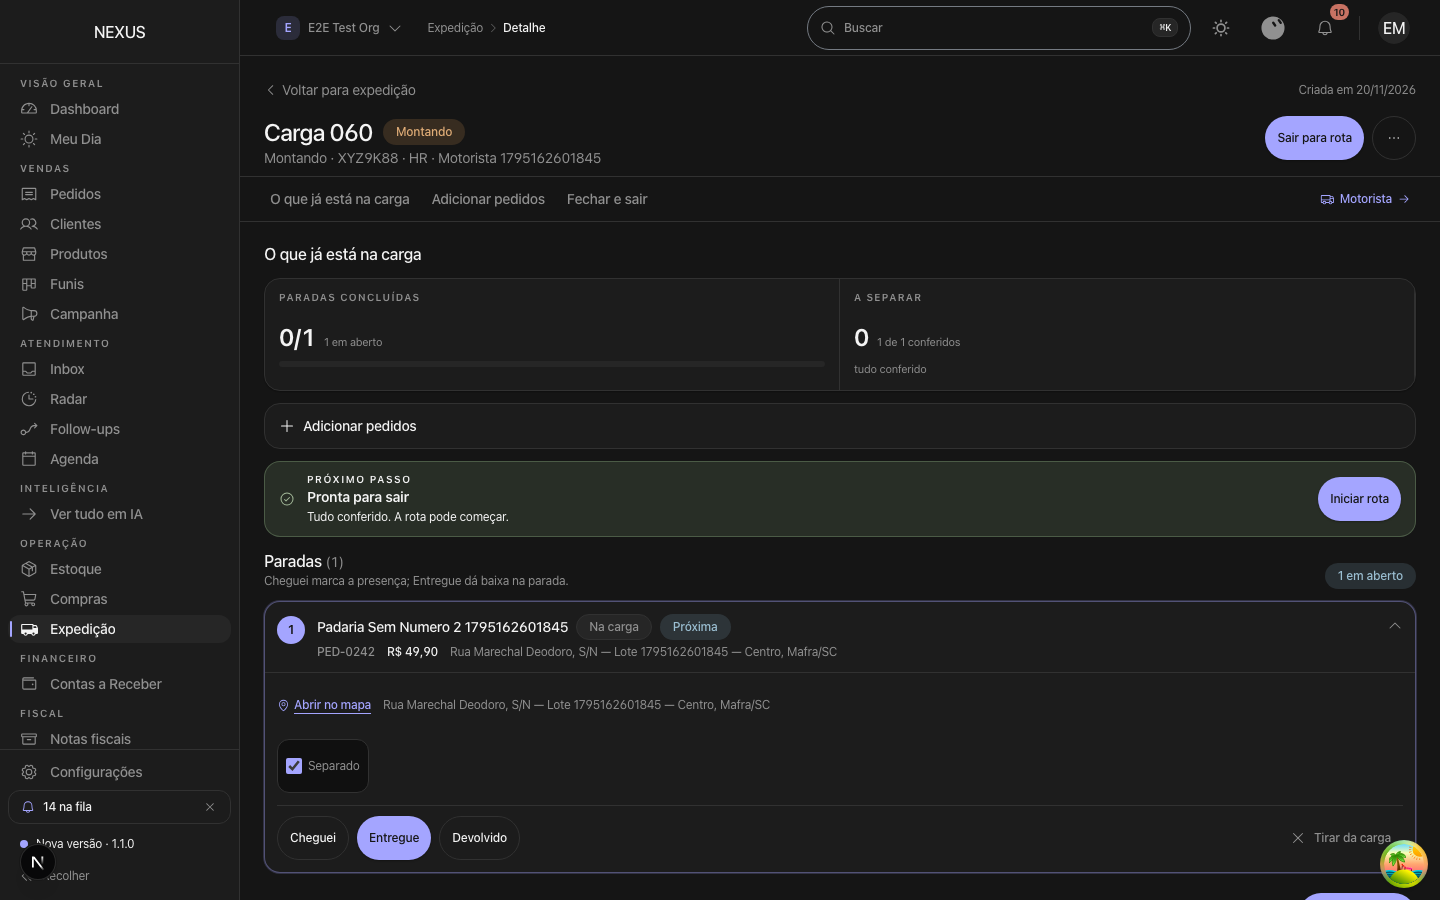 NEXUS
E
E2E Test Org
Expedição
Detalhe
Buscar
⌘K
10
EM
VISÃO GERAL
Dashboard
Meu Dia
VENDAS
Pedidos
Clientes
Produtos
Funis
Campanha
ATENDIMENTO
Inbox
Radar
Follow-ups
Agenda
INTELIGÊNCIA
Ver tudo em IA
OPERAÇÃO
Estoque
Compras
Expedição
FINANCEIRO
Contas a Receber
FISCAL
Notas fiscais
Configurações
14 na fila
Nova versão · 1.1.0
N
Voltar para expedição
Criada em 20/11/2026
Carga 060
Montando
Montando · XYZ9K88 · HR · Motorista 1795162601845
Sair para rota
···
O que já está na carga
Adicionar pedidos
Fechar e sair
Motorista →
O que já está na carga
PARADAS CONCLUÍDAS
0/1 1 em aberto
A SEPARAR
0 1 de 1 conferidos
tudo conferido
Adicionar pedidos
PRÓXIMO PASSO
Pronta para sair
Tudo conferido. A rota pode começar.
Iniciar rota
Paradas (1)
Cheguei marca a presença; Entregue dá baixa na parada.
1 em aberto
1
Padaria Sem Numero 2 1795162601845
Na carga
Próxima
PED-0242 R$ 49,90 Rua Marechal Deodoro, S/N — Lote 1795162601845 — Centro, Mafra/SC
Abrir no mapa
Rua Marechal Deodoro, S/N — Lote 1795162601845 — Centro, Mafra/SC
Separado
Cheguei
Entregue
Devolvido
Tirar da carga